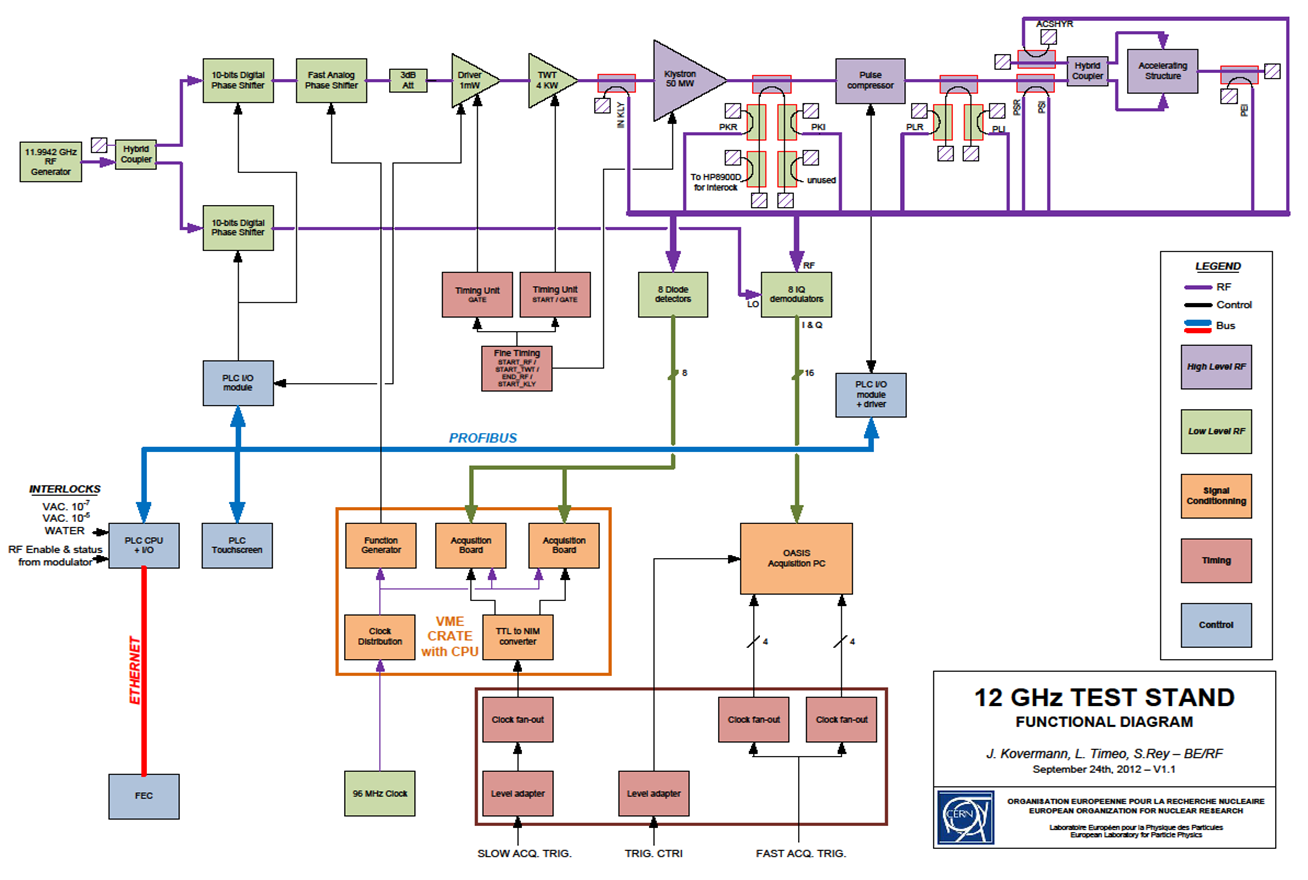 ACSHYR
10-bits Digital
Phase Shifter
Fast Analog
Phase Shifter
3dB
Att
Driver
1mW
TWT
4 KW
IN KLY
Klystron
50 MW
PKR
PKI
To HP8900D
for Interock
unused
Pulse
compressor
PLR
PLI
PSR
PSI
Hybrid
Coupler
Accelerating
Structure
PEI
11.9942 GHz
RF
Generator
Hybrid
Coupler
10-bits Digital
Phase Shifter
Timing Unit
GATE
Timing Unit
START / GATE
Fine Timing
START_RF /
START_TWT /
END_RF /
START_KLY
8 Diode
detectors
RF
LO
8 IQ
demodulators
I & Q
8
16
PLC I/O
module
PLC I/O
module
+ driver
PROFIBUS
INTERLOCKS
VAC. 10-7
VAC. 10-5
WATER
RF Enable & status
from modulator
PLC CPU
+ I/O
PLC
Touchscreen
ETHERNET
FEC
Function
Generator
Acqusition
Board
Acquisition
Board
Clock
Distribution
VME
CRATE
with CPU
TTL to NIM
converter
OASIS
Acquisition PC
4
4
Clock fan-out
Clock fan-out
Clock fan-out
96 MHz Clock
Level adapter
Level adapter
SLOW ACQ. TRIG.
TRIG. CTRI
FAST ACQ. TRIG.
LEGEND
RF
Control
Bus
High Level RF
Low Level RF
Signal
Conditionning
Timing
Conttrol
12 GHz TEST STAND
FUNCTIONAL DIAGRAM
J. Kovermann, L. Timeo, S.Rey – BE/RF
September 24th, 2012 – V1.1
CERN
ORGANISATION EUROPEENNE POUR LA RECHERCHE NUCLEAIRE
EUROPEAN ORGANIZATION FOR NUCLEAR RESEARCH
Laboratoire Européen pour la Physique des Particules
European Laboratory for Particle Physics